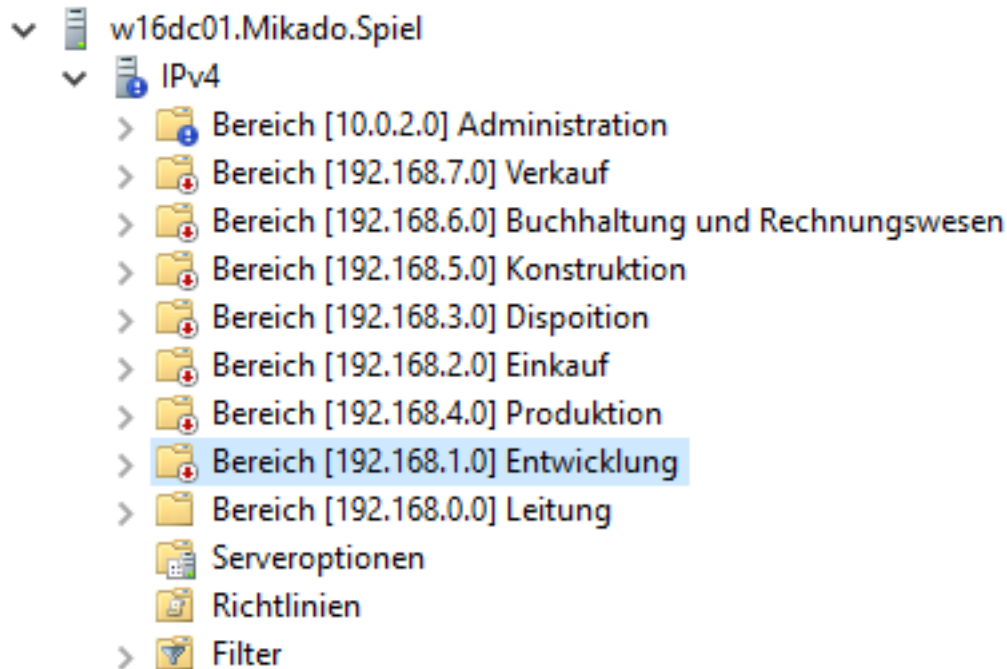 w16dc01.Mikado.Spiel
IPv4
Bereich [10.0.2.0] Administration
Bereich [192.168.7.0] Verkauf
Bereich [192.168.6.0] Buchhaltung und Rechnungswesen
Bereich [192.168.5.0] Konstruktion
Bereich [192.168.3.0] Dispoition
Bereich [192.168.2.0] Einkauf
Bereich [192.168.4.0] Produktion
Bereich [192.168.1.0] Entwicklung
Bereich [192.168.0.0] Leitung
Serveroptionen
Richtlinien
Filter